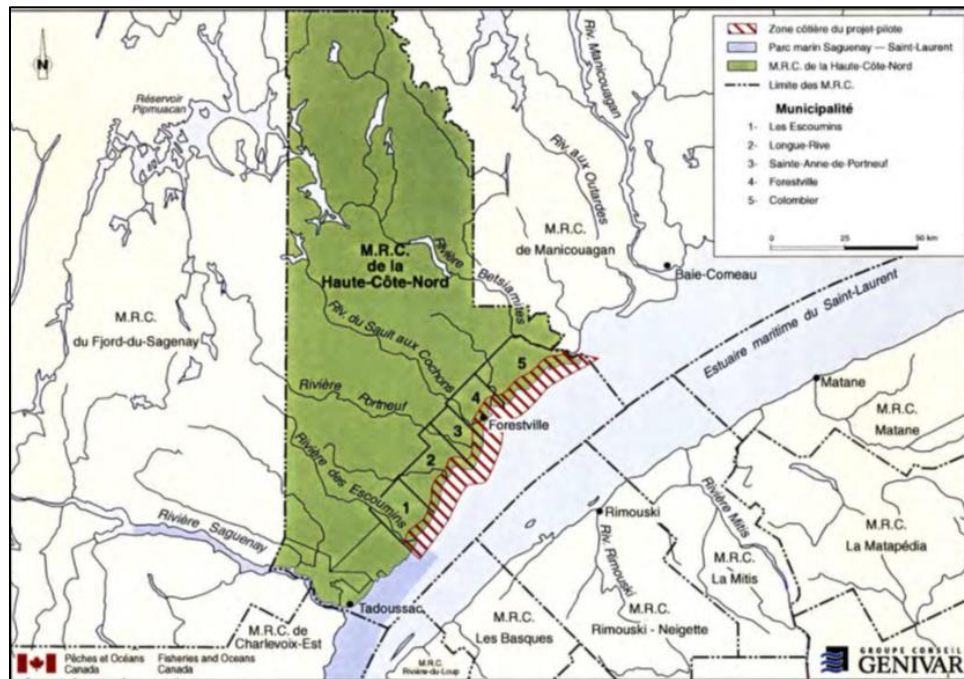 Zone côtière du projet-pilote
Parc marin Saguenay — Saint-Laurent
M.R.C. de la Haute-Côte-Nord
Limite des M.R.C.
Municipalité
1- Les Escoumins
2- Longue-Rive
3- Sainte-Anne-de-Portneuf
4- Forestville
5- Colombier
0 25 50 km
N
Réservoir
Pipmuacan
Riv. Manicouagan
Riv. aux Outardes
M.R.C.
de Manicouagan
Baie-Comeau
M.R.C.
de la
Haute-Côte-Nord
Rivière Betsiamites
M.R.C.
du Fjord-du-Sagenay
Riv. du Sault aux Cochons
Rivière Portneuf
Rivière des Escoumins
Rivière Saguenay
5
4
3
2
1
Forestville
Estuaire maritime du Saint-Laurent
Matane
M.R.C.
Matane
Rimouski
Rivière Mitis
M.R.C.
La Matapédia
Riv. Rimouski
M.R.C.
La Mitis
Tadoussac
M.R.C. de
Charlevoix-Est
M.R.C.
Les Basques
M.R.C.
Rimouski - Neigette
M.R.C.
Rivière-du-Loup
Pêches et Océans
Canada
Fisheries and Oceans
Canada
GROUPE CONSEIL
GENIVAR